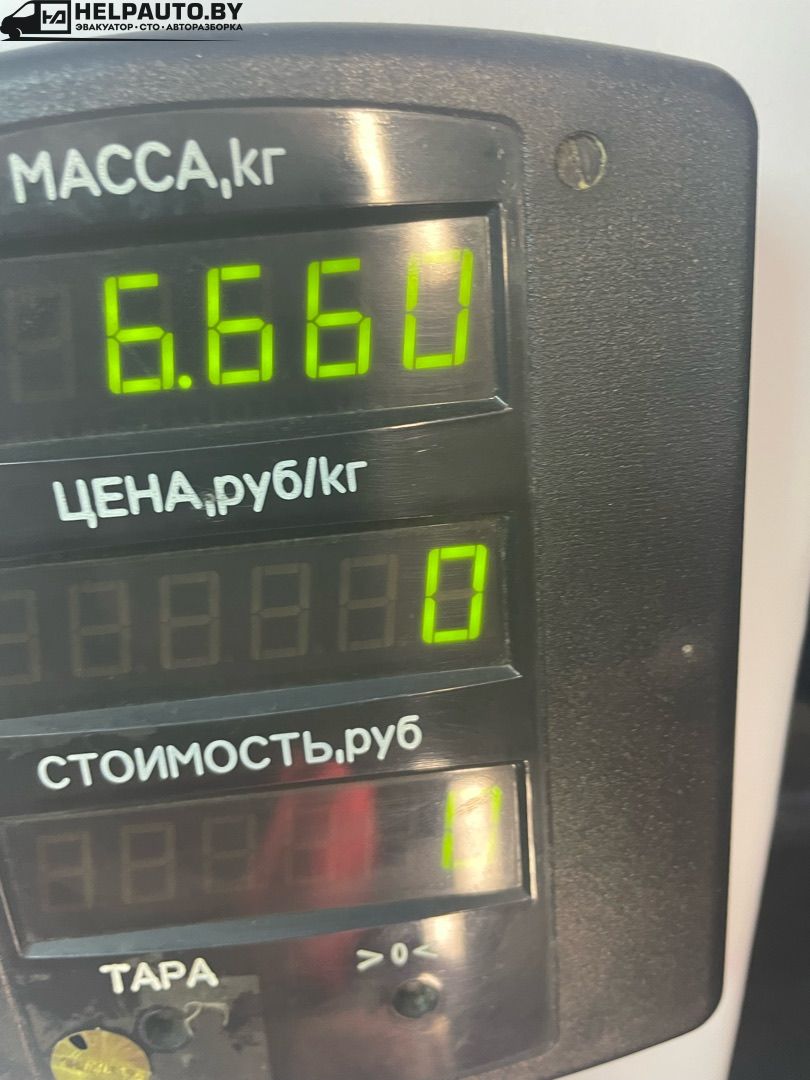 HELPAUTO.BY
ЭВАКУАТОР•СТО•АВТОРАЗБОРКА
МАССА,кг
6.660
ЦЕНА,руб/кг
0
СТОИМОСТЬ,руб
0
>0<
ТАРА